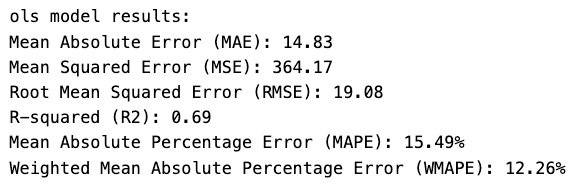 ols model results:
Mean Absolute Error (MAE): 14.83
Mean Squared Error (MSE): 364.17
Root Mean Squared Error (RMSE): 19.08
R-squared (R2): 0.69
Mean Absolute Percentage Error (MAPE): 15.49%
Weighted Mean Absolute Percentage Error (WMAPE): 12.26%